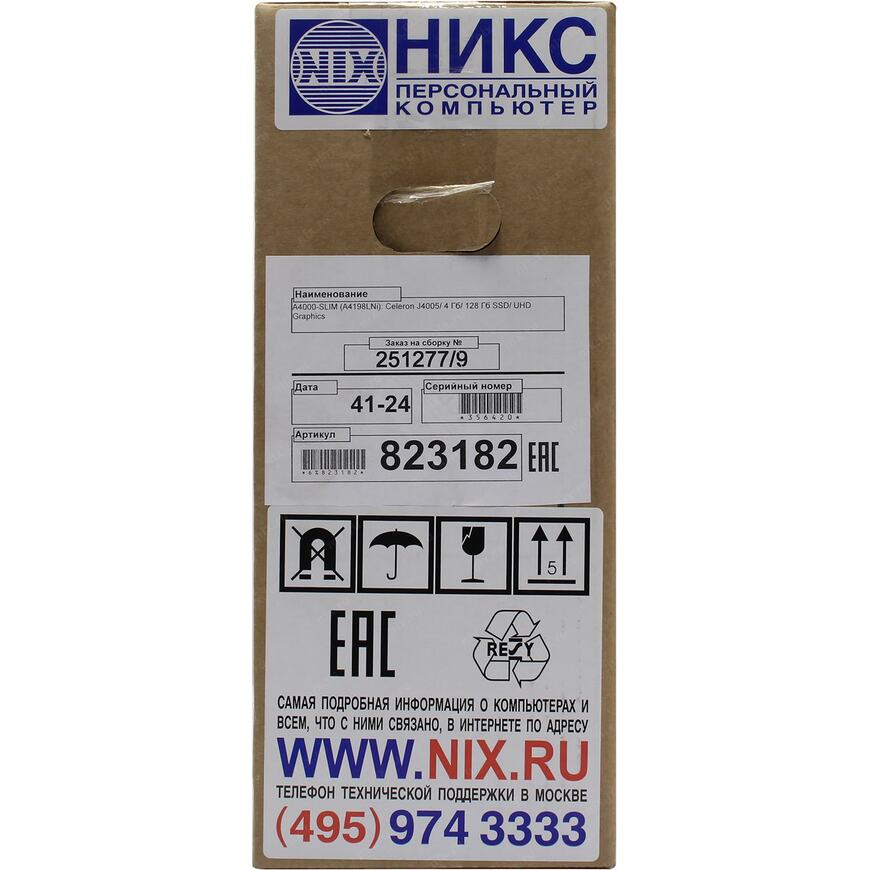 NIX
НИКС
ПЕРСОНАЛЬНЫЙ
КОМПЬЮТЕР
Наименование
A4000-SLIM (A4198LNi): Celeron J4005/ 4 Гб/ 128 Гб SSD/ UHD
Graphics
Заказ на сборку №
251277/9
Дата
41-24
Серийный номер
*356420*
Артикул
*6%823182*
823182
EAC
5
EAC
RESY
САМАЯ ПОДРОБНАЯ ИНФОРМАЦИЯ О КОМПЬЮТЕРАХ И
ВСЕМ, ЧТО С НИМИ СВЯЗАНО, В ИНТЕРНЕТЕ ПО АДРЕСУ
WWW.NIX.RU
ТЕЛЕФОН ТЕХНИЧЕСКОЙ ПОДДЕРЖКИ В МОСКВЕ
(495) 974 3333